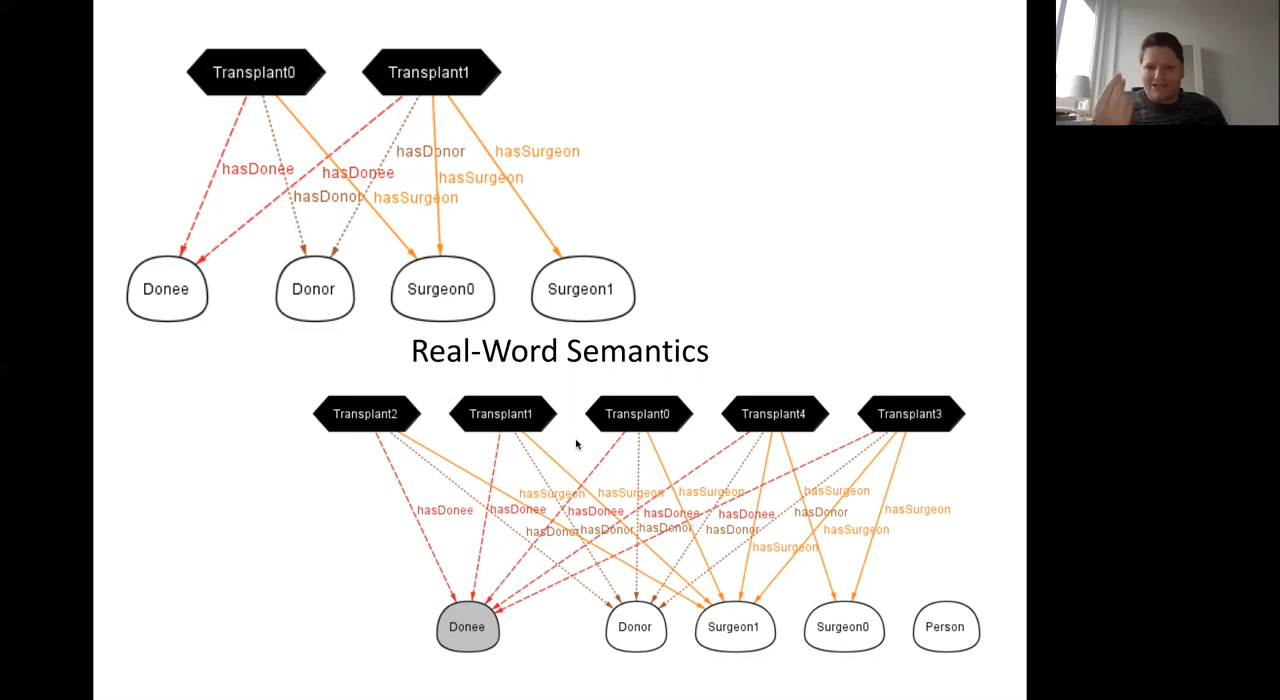 Transplant0 Transplant1
hasDonor hasSurgeon
hasDonee hasDonee hasSurgeon
hasDonor hasSurgeon
Donee Donor Surgeon0 Surgeon1
Real-Word Semantics
Transplant2 Transplant1 Transplant0 Transplant4 Transplant3
hasSurgeon hasSurgeon hasSurgeon hasSurgeon
hasDonee hasDonee hasDonee hasDonee hasDonee hasDonor hasSurgeon
hasDonor hasDonor hasDonor hasDonor hasSurgeon
hasSurgeon
Donee Donor Surgeon1 Surgeon0 Person